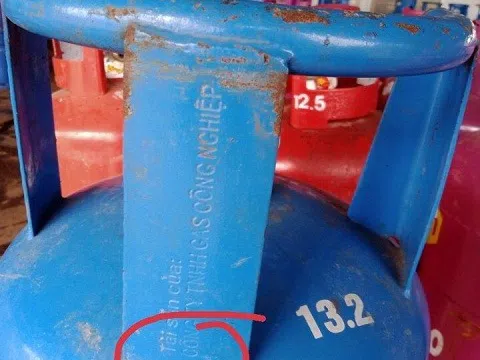 12.5
Tài sản của:
CÔNG TY TNHH GAS CÔNG NGHIỆP
13.2